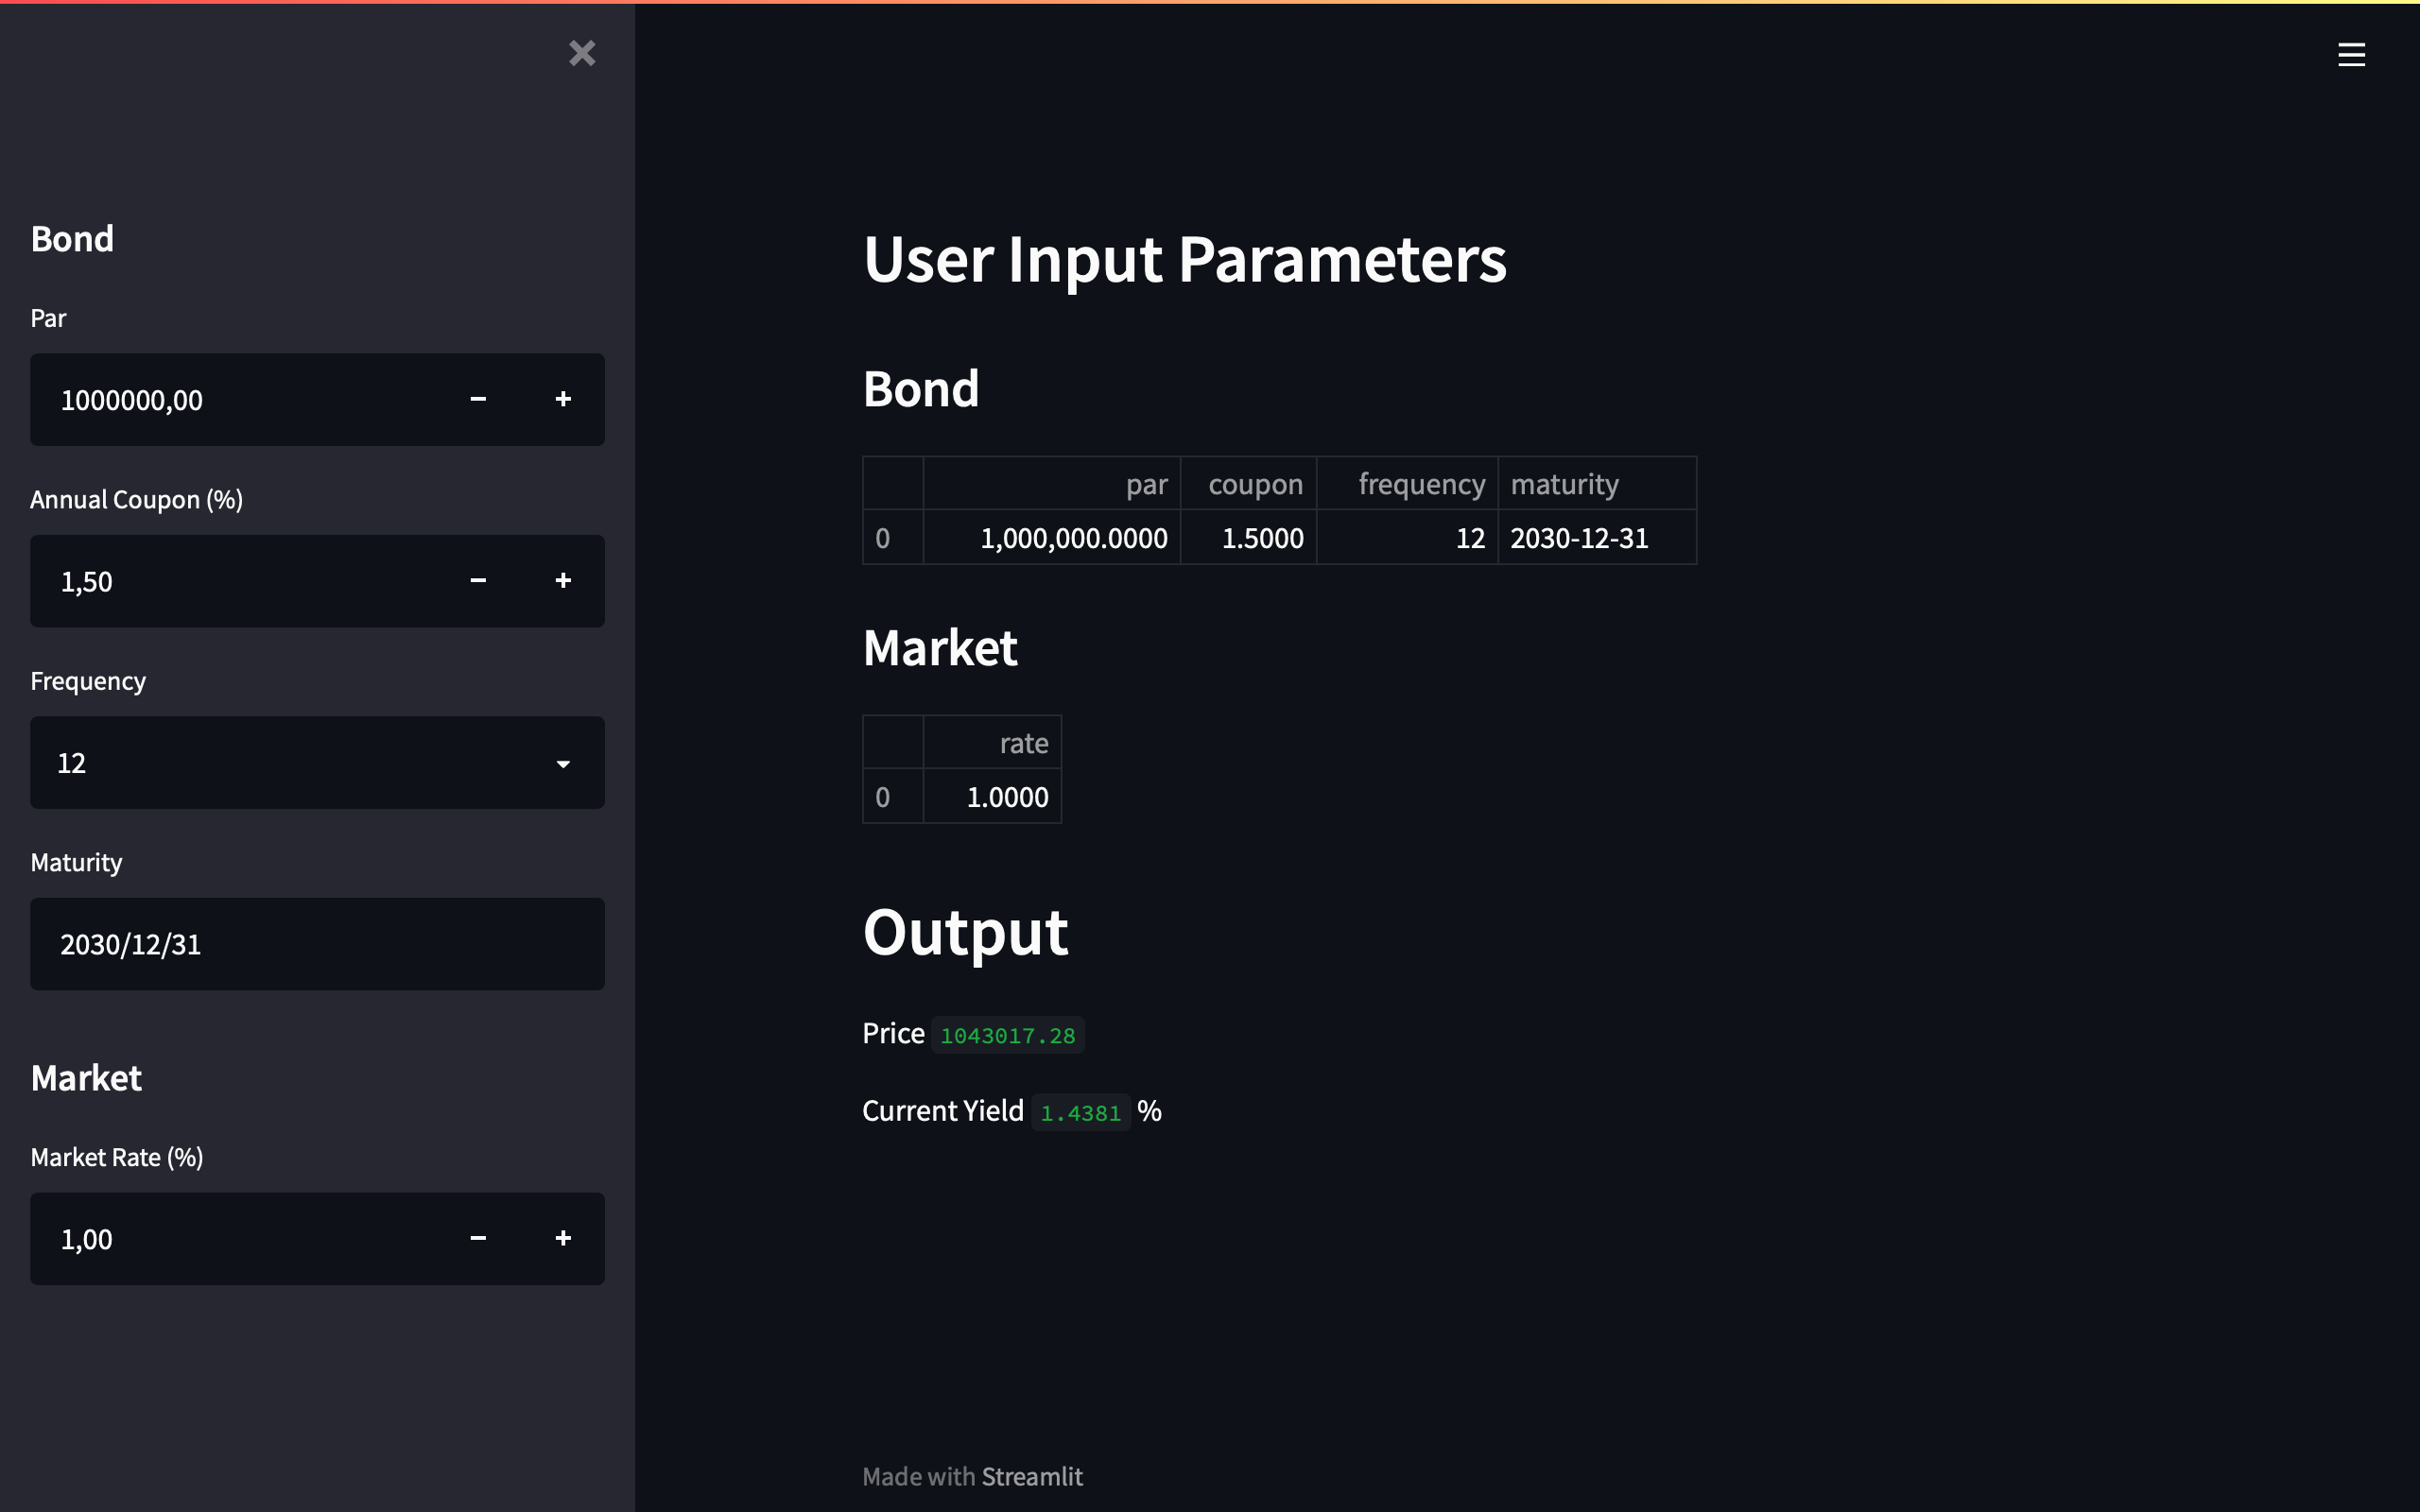 Bond
Par
1000000,00
Annual Coupon (%)
1,50
Frequency
12
Maturity
2030/12/31
Market
Market Rate (%)
1,00
User Input Parameters
Bond
par coupon frequency maturity
0 1,000,000.0000 1.5000 12 2030-12-31
Market
rate
0 1.0000
Output
Price 1043017.28
Current Yield 1.4381 %
Made with Streamlit